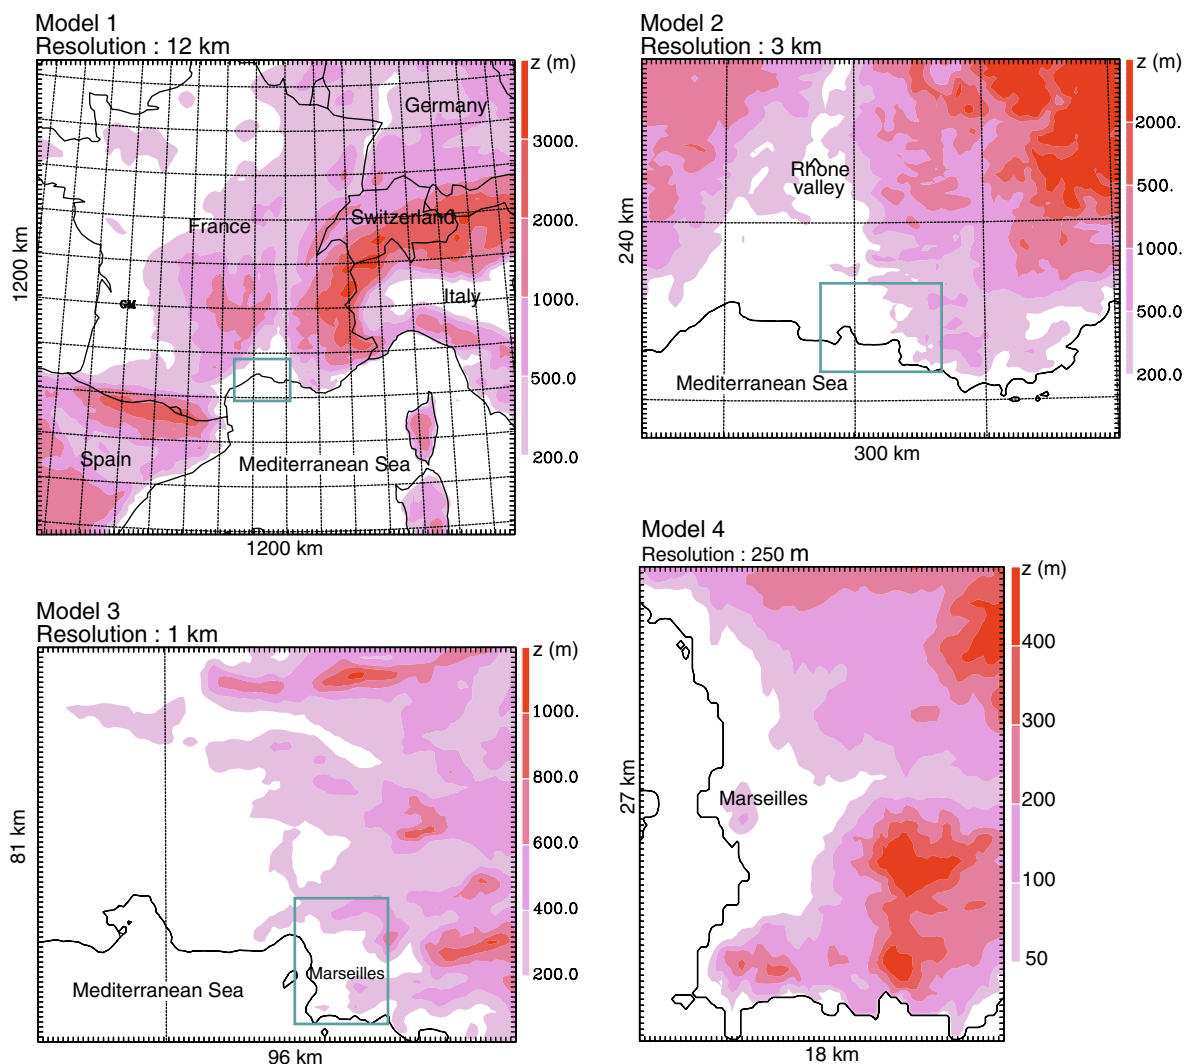 Model 1
Resolution : 12 km
z (m)
Germany
3000.
Switzerland
2000.
France
1200 km
Italy
1000.
GM
500.0
Spain
Mediterranean Sea
200.0
1200 km
Model 2
Resolution : 3 km
z (m)
2000.
Rhone
valley
500.
240 km
1000.
500.0
Mediterranean Sea
200.0
300 km
Model 3
Resolution : 1 km
z (m)
1000.
800.0
81 km
600.0
400.0
Marseilles
200.0
Mediterranean Sea
96 km
Model 4
Resolution : 250 m
z (m)
400
300
27 km
Marseilles
200
100
50
18 km